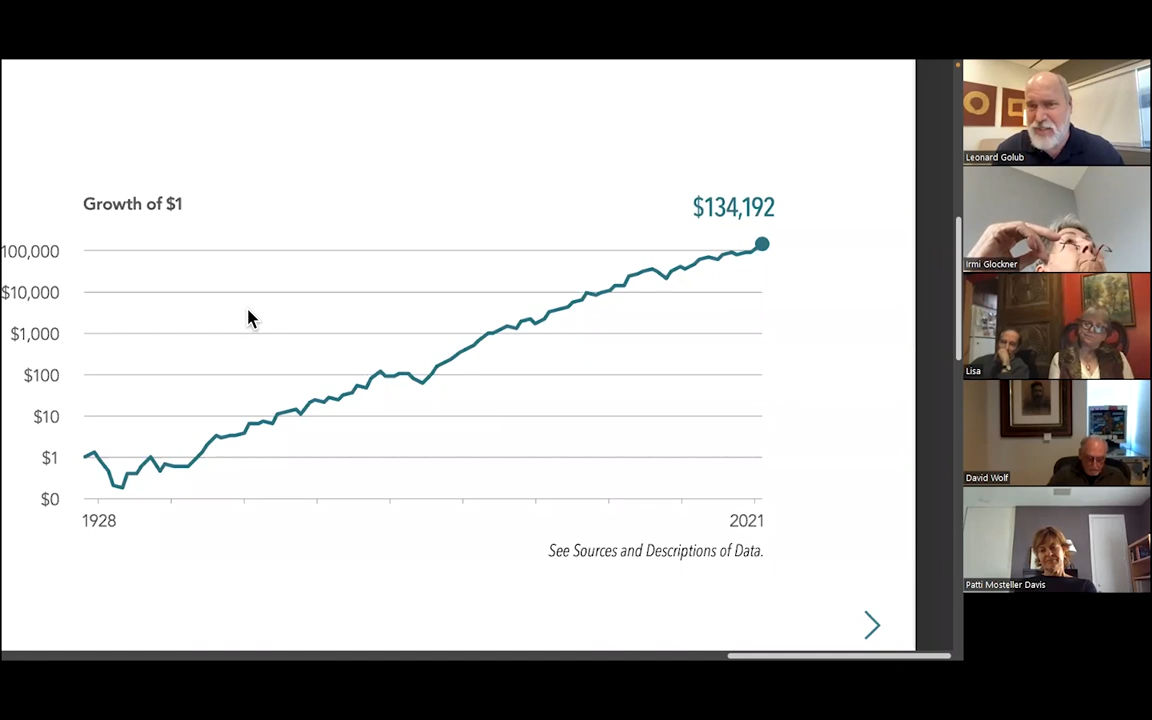 Growth of $1
$134,192
100,000
$10,000
$1,000
$100
$10
$1
$0
1928
2021
See Sources and Descriptions of Data.
Leonard Golub
Irmi Glockner
Lisa
David Wolf
Patti Mosteller Davis